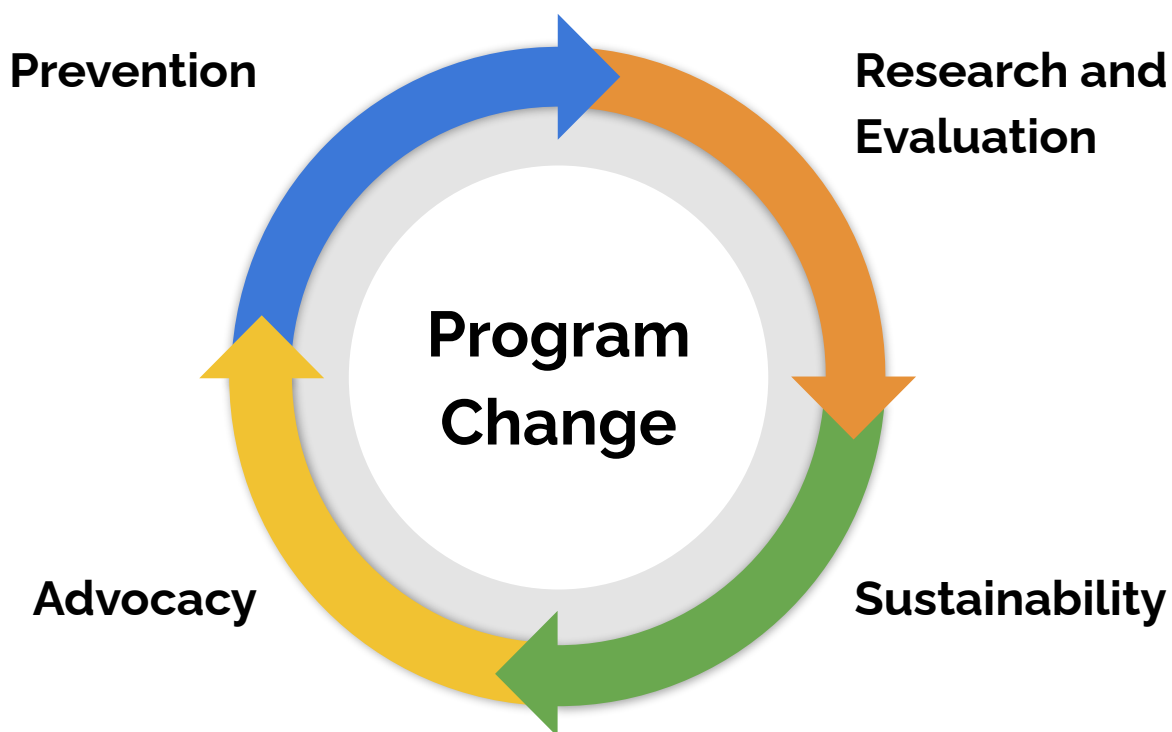 Prevention
Research and
Evaluation
Program
Change
Advocacy
Sustainability